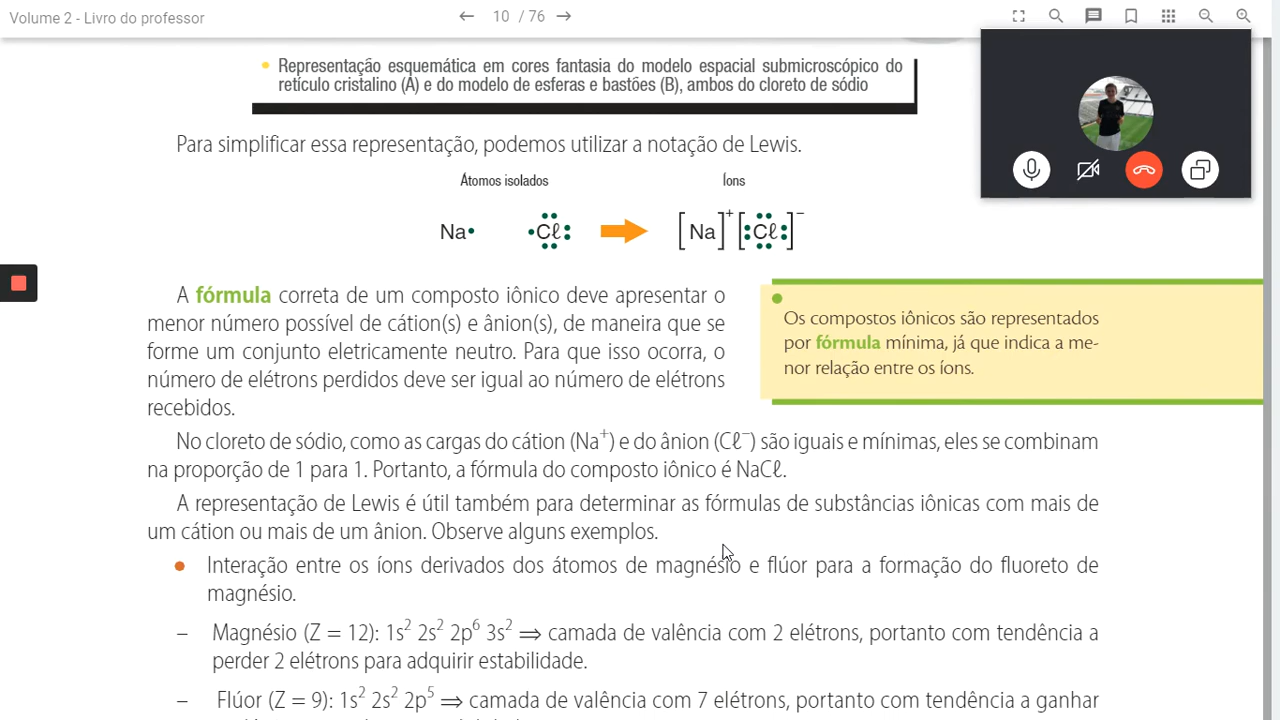 Volume 2 - Livro do professor
10 / 76
Representação esquemática em cores fantasia do modelo espacial submicroscópico do
retículo cristalino (A) e do modelo de esferas e bastões (B), ambos do cloreto de sódio
Para simplificar essa representação, podemos utilizar a notação de Lewis.
Átomos isolados
Íons
Na• Cℓ [Na]⁺ [Cℓ]⁻
A fórmula correta de um composto iônico deve apresentar o
menor número possível de cátion(s) e ânion(s), de maneira que se
forme um conjunto eletricamente neutro. Para que isso ocorra, o
número de elétrons perdidos deve ser igual ao número de elétrons
recebidos.
Os compostos iônicos são representados
por fórmula mínima, já que indica a me-
nor relação entre os íons.
No cloreto de sódio, como as cargas do cátion (Na⁺) e do ânion (Cℓ⁻) são iguais e mínimas, eles se combinam
na proporção de 1 para 1. Portanto, a fórmula do composto iônico é NaCℓ.
A representação de Lewis é útil também para determinar as fórmulas de substâncias iônicas com mais de
um cátion ou mais de um ânion. Observe alguns exemplos.
• Interação entre os íons derivados dos átomos de magnésio e flúor para a formação do fluoreto de
magnésio.
– Magnésio (Z = 12): 1s² 2s² 2p⁶ 3s² ⇒ camada de valência com 2 elétrons, portanto com tendência a
perder 2 elétrons para adquirir estabilidade.
– Flúor (Z = 9): 1s² 2s² 2p⁵ ⇒ camada de valência com 7 elétrons, portanto com tendência a ganhar